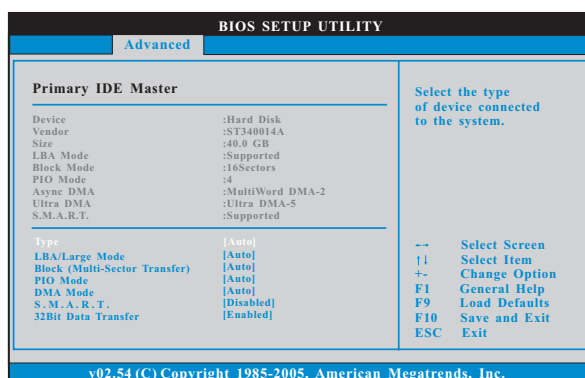 BIOS SETUP UTILITY
Advanced
Primary IDE Master
Device :Hard Disk
Vendor :ST340014A
Size :40.0 GB
LBA Mode :Supported
Block Mode :16Sectors
PIO Mode :4
Async DMA :MultiWord DMA-2
Ultra DMA :Ultra DMA-5
S.M.A.R.T. :Supported
Type [Auto]
LBA/Large Mode [Auto]
Block (Multi-Sector Transfer) [Auto]
PIO Mode [Auto]
DMA Mode [Auto]
S.M.A.R.T. [Disabled]
32Bit Data Transfer [Enabled]
Select the type
of device connected
to the system.
←→ Select Screen
↑↓ Select Item
+- Change Option
F1 General Help
F9 Load Defaults
F10 Save and Exit
ESC Exit
v02.54 (C) Copyright 1985-2005, American Megatrends, Inc.